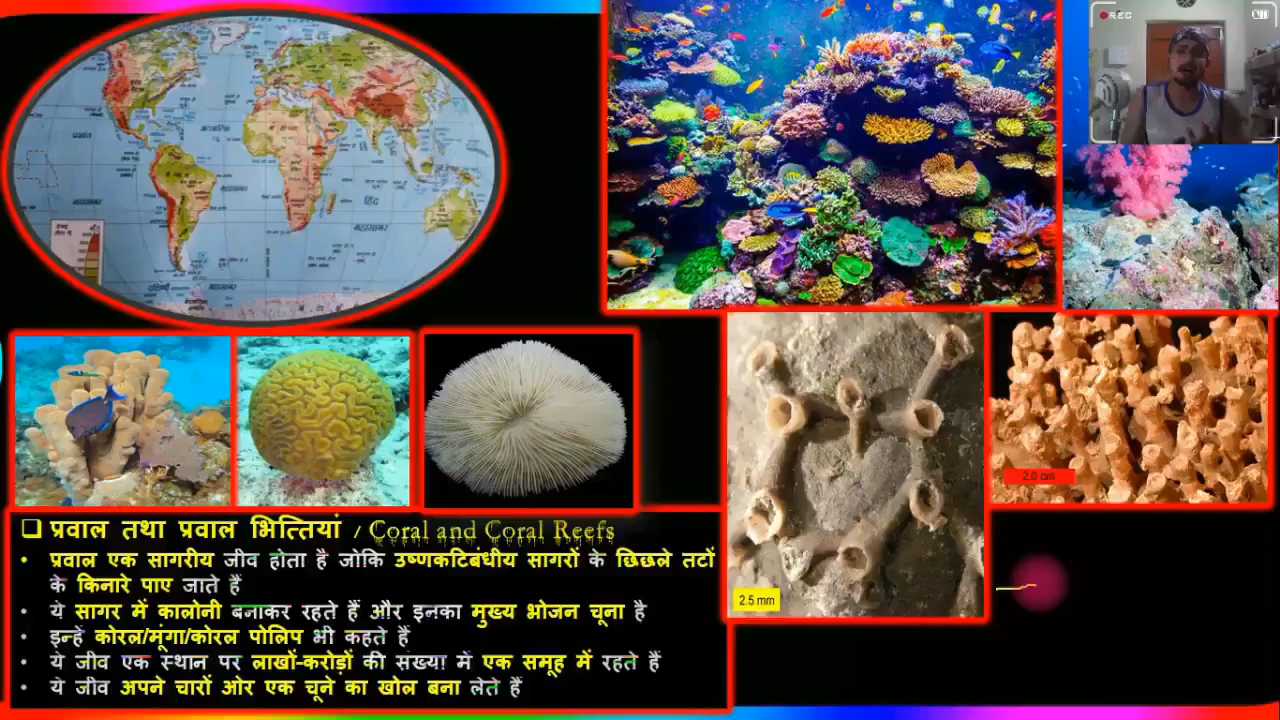 REC
प्रशांत
हिंद
2.5 mm
2.0 cm
❑ प्रवाल तथा प्रवाल भित्तियां / Coral and Coral Reefs
• प्रवाल एक सागरीय जीव होता है जोकि उष्णकटिबंधीय सागरों के छिछले तटों
के किनारे पाए जाते हैं
• ये सागर में कालोनी बनाकर रहते हैं और इनका मुख्य भोजन चूना है
• इन्हें कोरल/मूंगा/कोरल पोलिप भी कहते हैं
• ये जीव एक स्थान पर लाखों-करोड़ों की संख्या में एक समूह में रहते हैं
• ये जीव अपने चारों ओर एक चूने का खोल बना लेते हैं